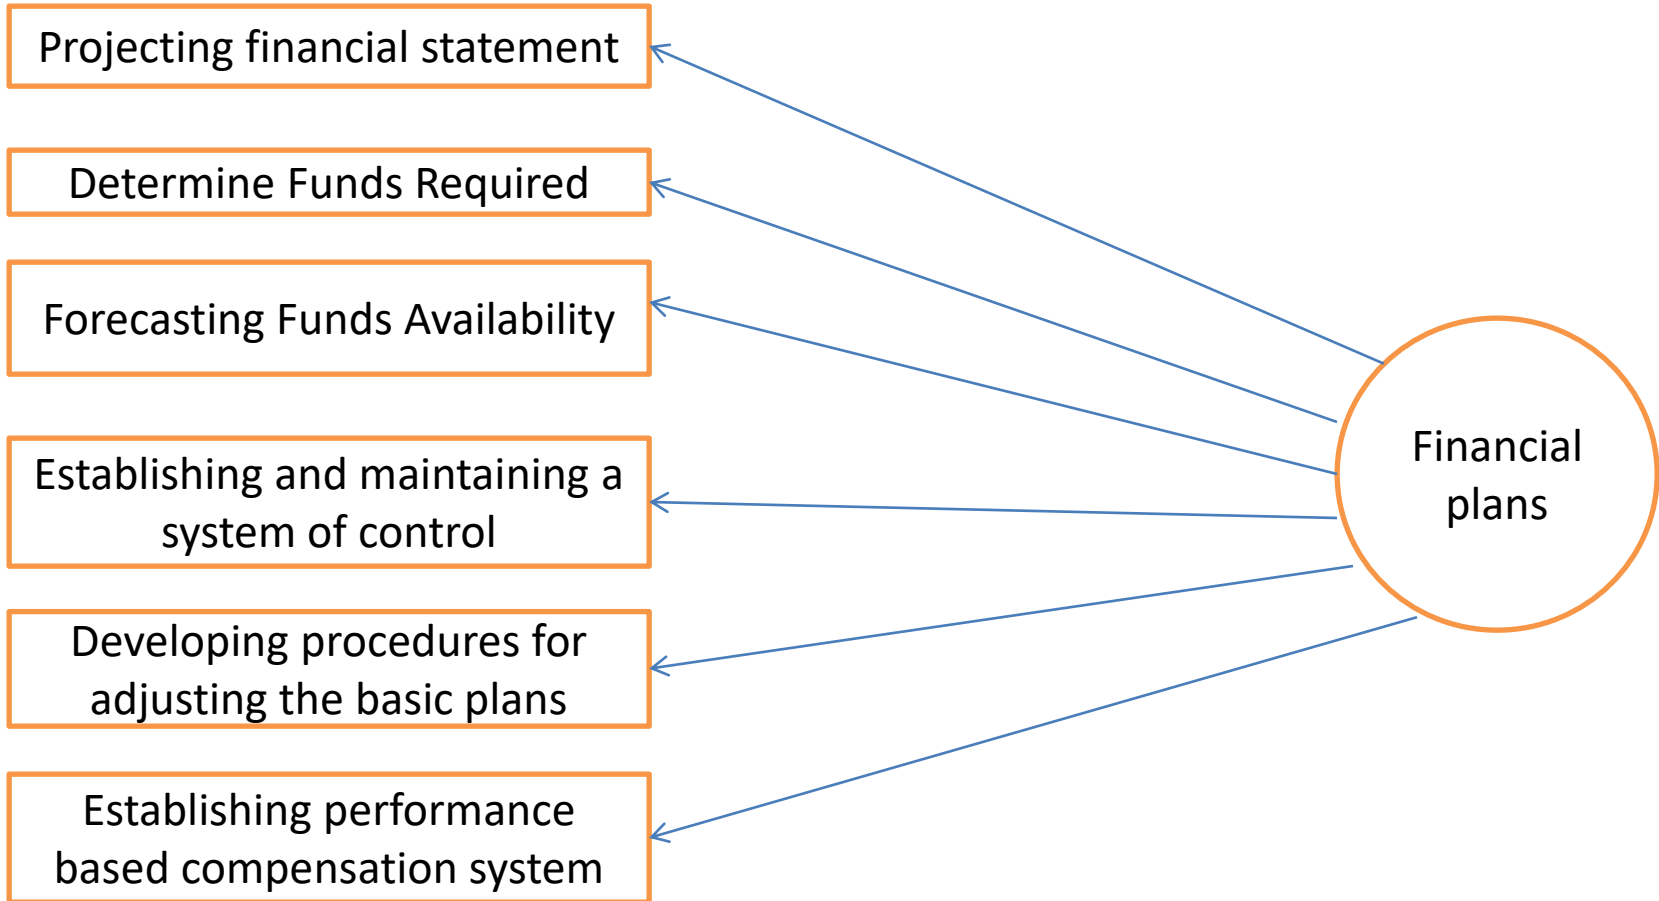 Projecting financial statement
Determine Funds Required
Forecasting Funds Availability
Establishing and maintaining a
system of control
Developing procedures for
adjusting the basic plans
Establishing performance
based compensation system
Financial
plans